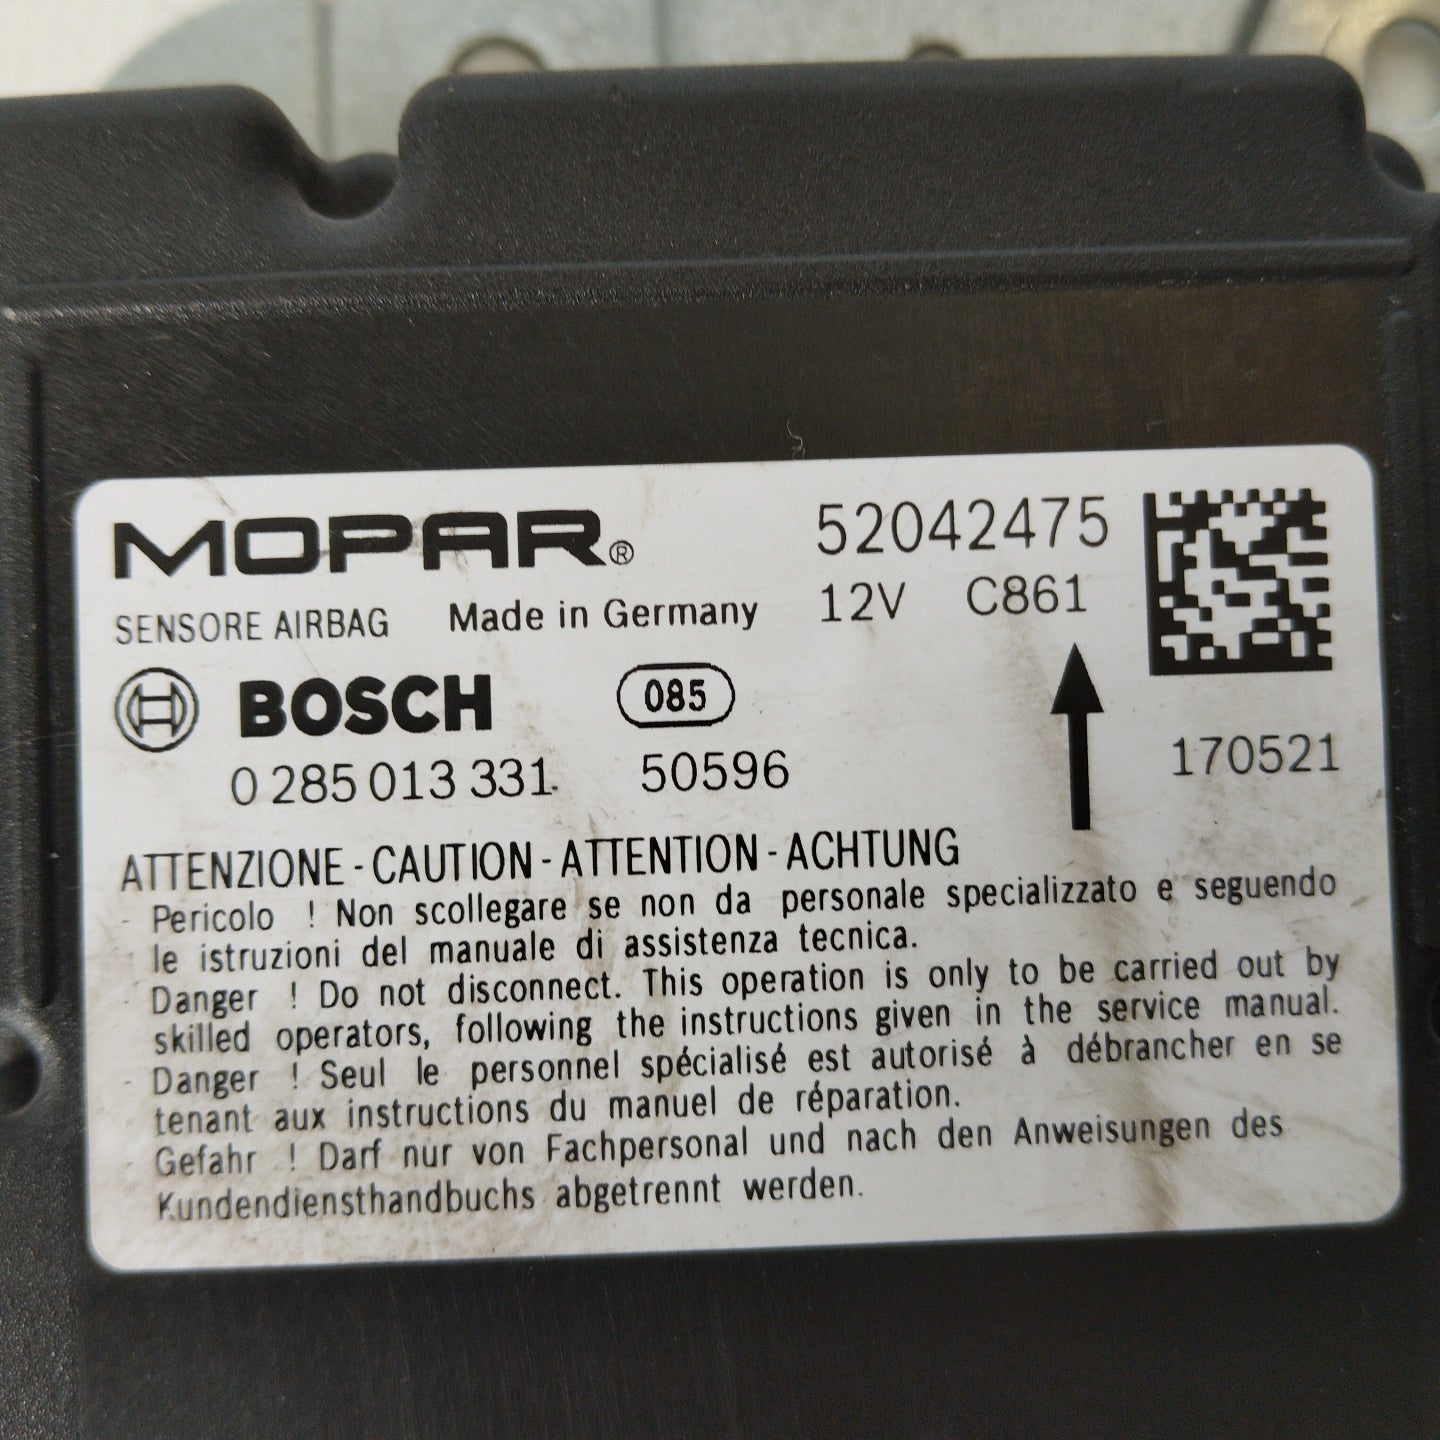 MOPAR®
52042475
SENSORE AIRBAG Made in Germany 12V C861
BOSCH 085
0 285 013 331 50596 170521
ATTENZIONE - CAUTION - ATTENTION - ACHTUNG
- Pericolo ! Non scollegare se non da personale specializzato e seguendo
le istruzioni del manuale di assistenza tecnica.
- Danger ! Do not disconnect. This operation is only to be carried out by
skilled operators, following the instructions given in the service manual.
- Danger ! Seul le personnel spécialisé est autorisé à débrancher en se
tenant aux instructions du manuel de réparation.
- Gefahr ! Darf nur von Fachpersonal und nach den Anweisungen des
Kundendiensthandbuchs abgetrennt werden.